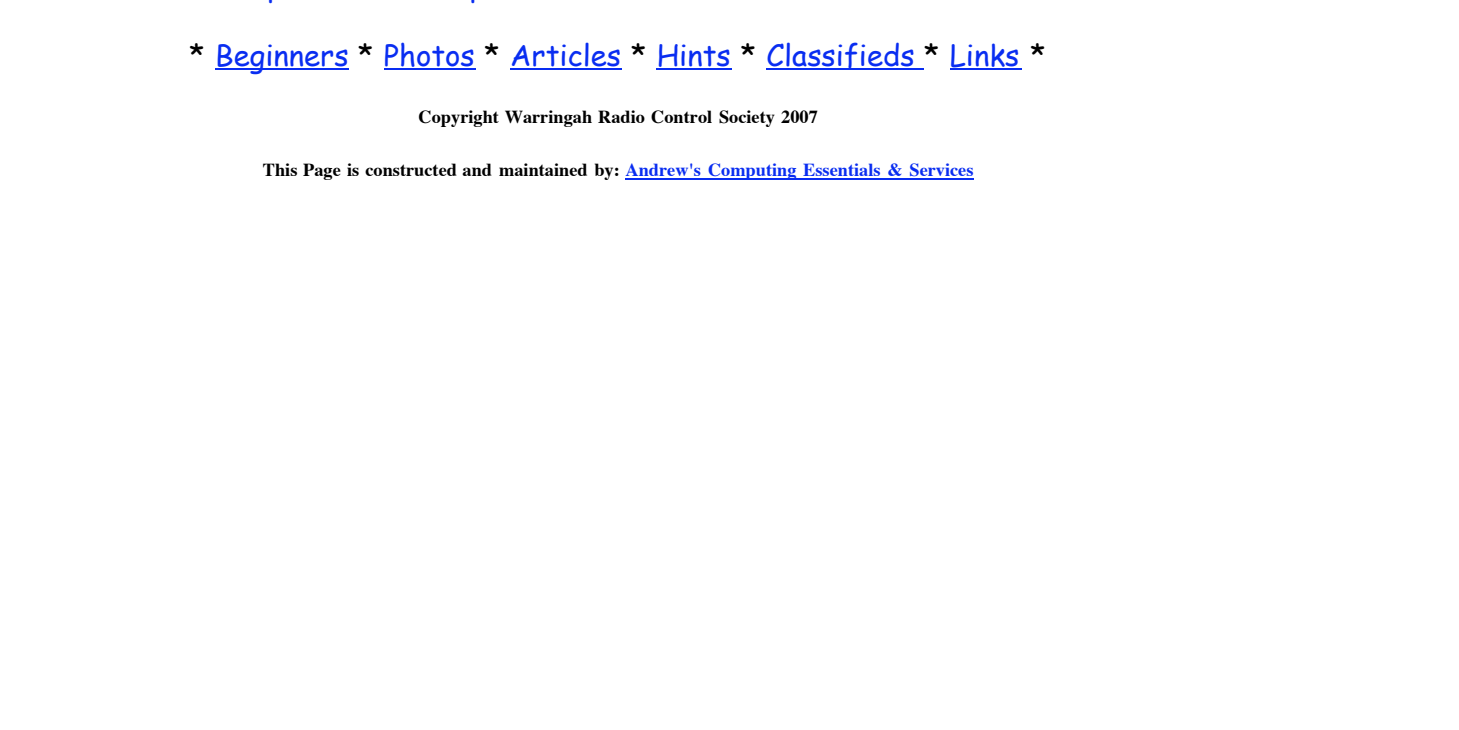 * Beginners * Photos * Articles * Hints * Classifieds * Links *
Copyright Warringah Radio Control Society 2007
This Page is constructed and maintained by: Andrew's Computing Essentials & Services